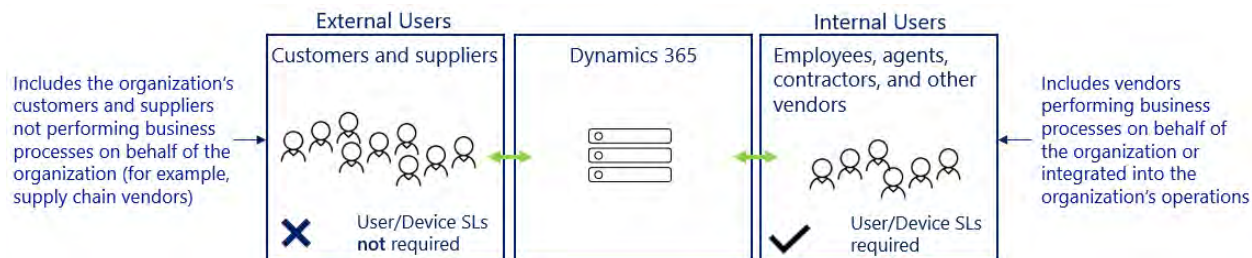 External Users
Internal Users
Customers and suppliers
Dynamics 365
Employees, agents,
contractors, and other
vendors
Includes the organization's
customers and suppliers
not performing business
processes on behalf of the
organization (for example,
supply chain vendors)
Includes vendors
performing business
processes on behalf of
the organization or
integrated into the
organization's operations
User/Device SLs
not required
User/Device SLs
required